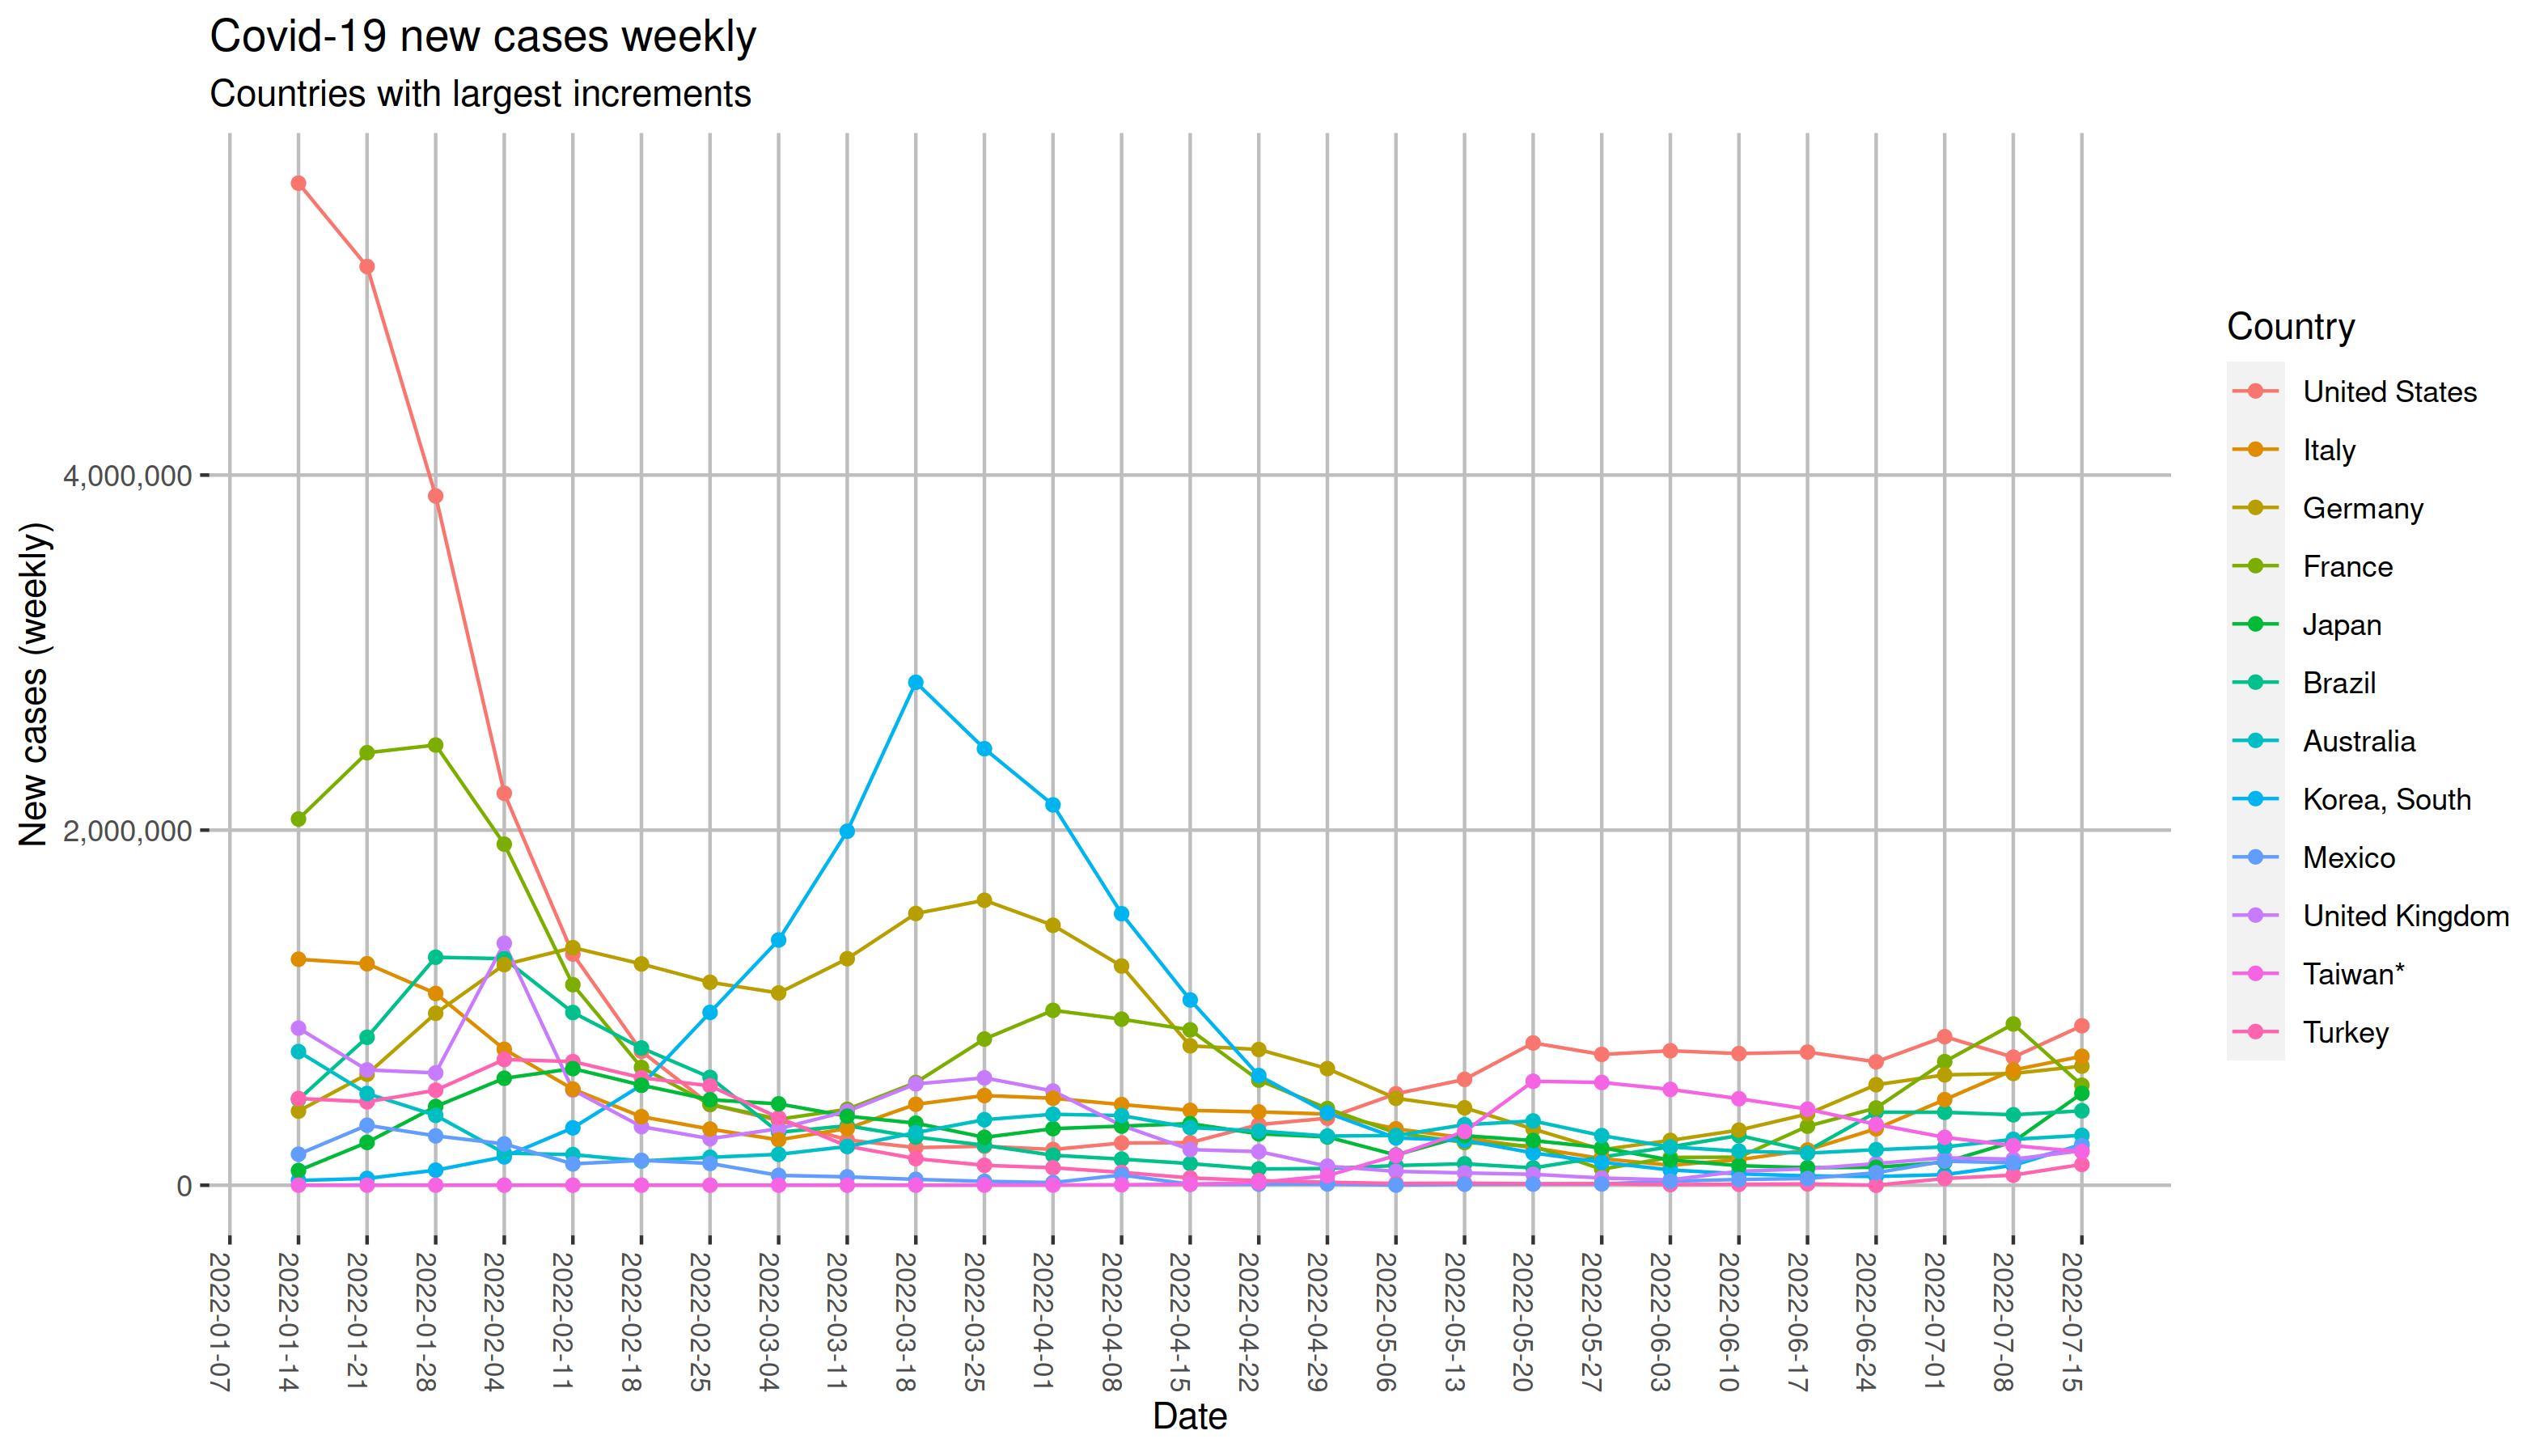 Covid-19 new cases weekly
Countries with largest increments
New cases (weekly)
4,000,000
2,000,000
0
2022-01-07
2022-01-14
2022-01-21
2022-01-28
2022-02-04
2022-02-11
2022-02-18
2022-02-25
2022-03-04
2022-03-11
2022-03-18
2022-03-25
2022-04-01
2022-04-08
2022-04-15
2022-04-22
2022-04-29
2022-05-06
2022-05-13
2022-05-20
2022-05-27
2022-06-03
2022-06-10
2022-06-17
2022-06-24
2022-07-01
2022-07-08
2022-07-15
Date
Country
United States
Italy
Germany
France
Japan
Brazil
Australia
Korea, South
Mexico
United Kingdom
Taiwan*
Turkey